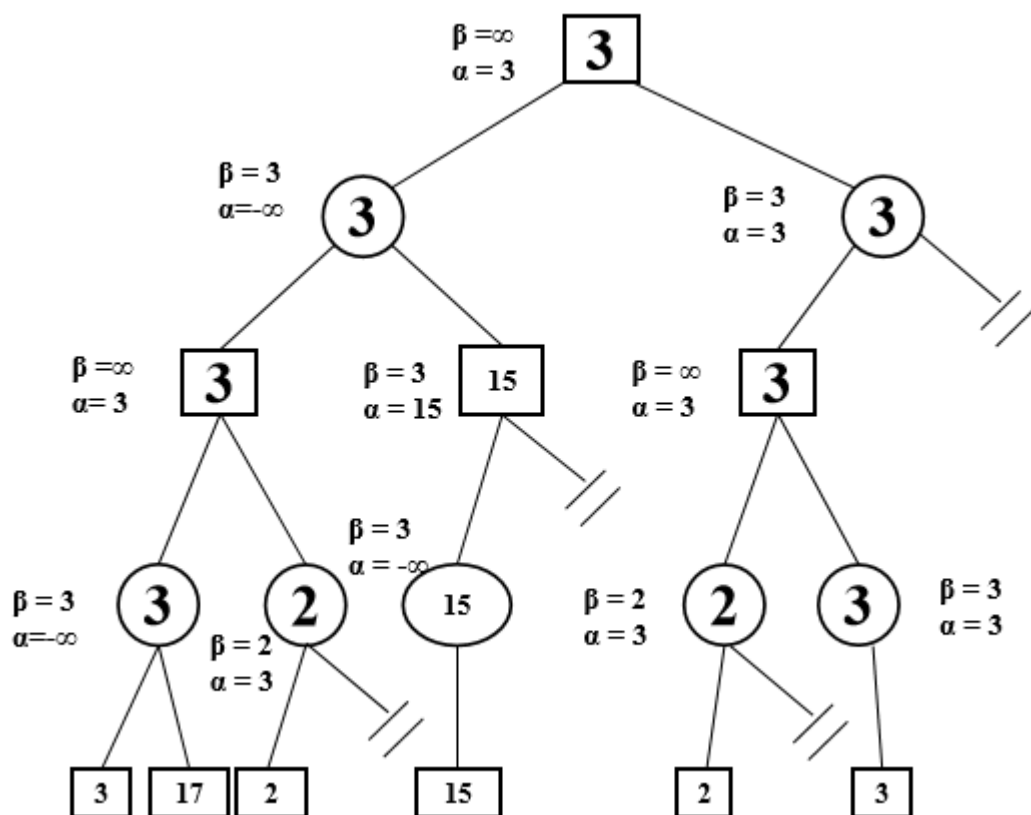 β =∞
α = 3
3
β = 3
α=-∞
3
β = 3
α = 3
3
β =∞
α= 3
3
β = 3
α = 15
15
β = ∞
α = 3
3
β = 3
α=-∞
3
β = 2
α = 3
2
β = 3
α = -∞
15
β = 2
α = 3
2
3
β = 3
α = 3
3
17
2
15
2
3